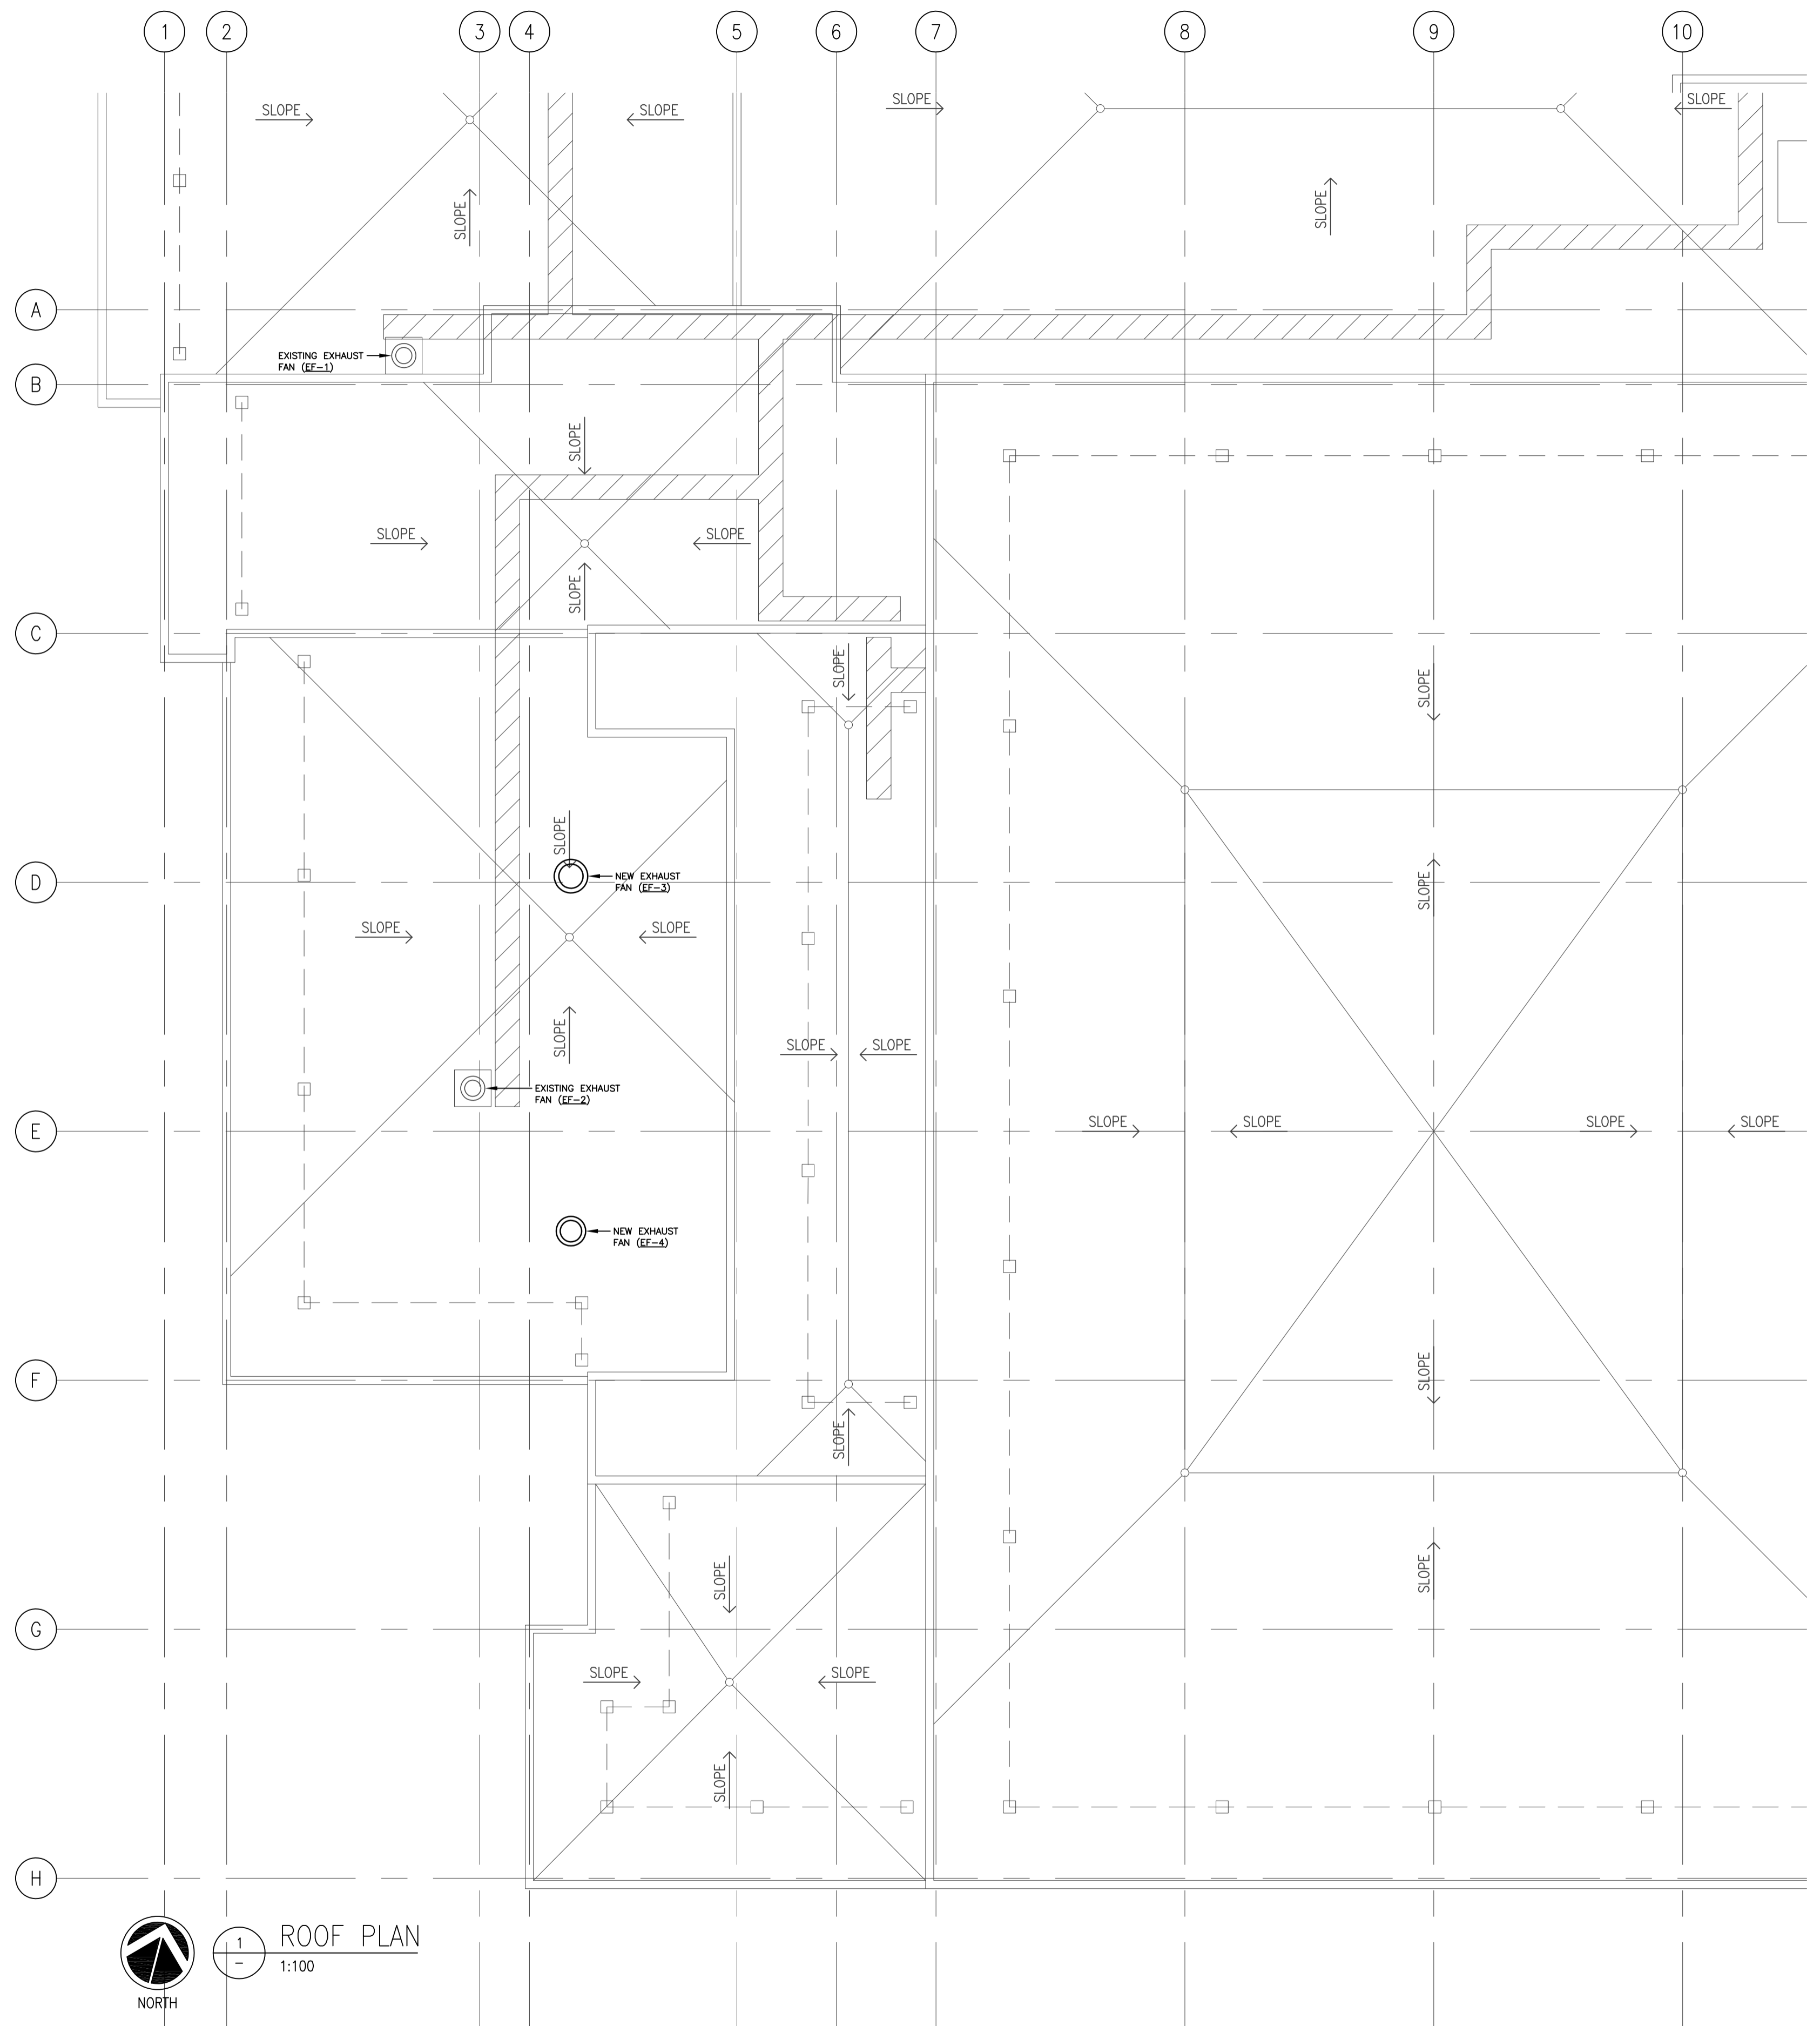 1 2 3 4 5 6 7 8 9 10
SLOPE SLOPE SLOPE SLOPE
SLOPE SLOPE
A
EXISTING EXHAUST
FAN (EF-1)
B
SLOPE
SLOPE SLOPE
SLOPE
C
SLOPE SLOPE
SLOPE
D
NEW EXHAUST
FAN (EF-3)
SLOPE
SLOPE SLOPE
SLOPE
SLOPE SLOPE
EXISTING EXHAUST
FAN (EF-2)
E
SLOPE SLOPE SLOPE SLOPE
NEW EXHAUST
FAN (EF-4)
F
SLOPE
SLOPE
SLOPE SLOPE
G
SLOPE SLOPE
SLOPE
H
1
–
ROOF PLAN
1:100
NORTH